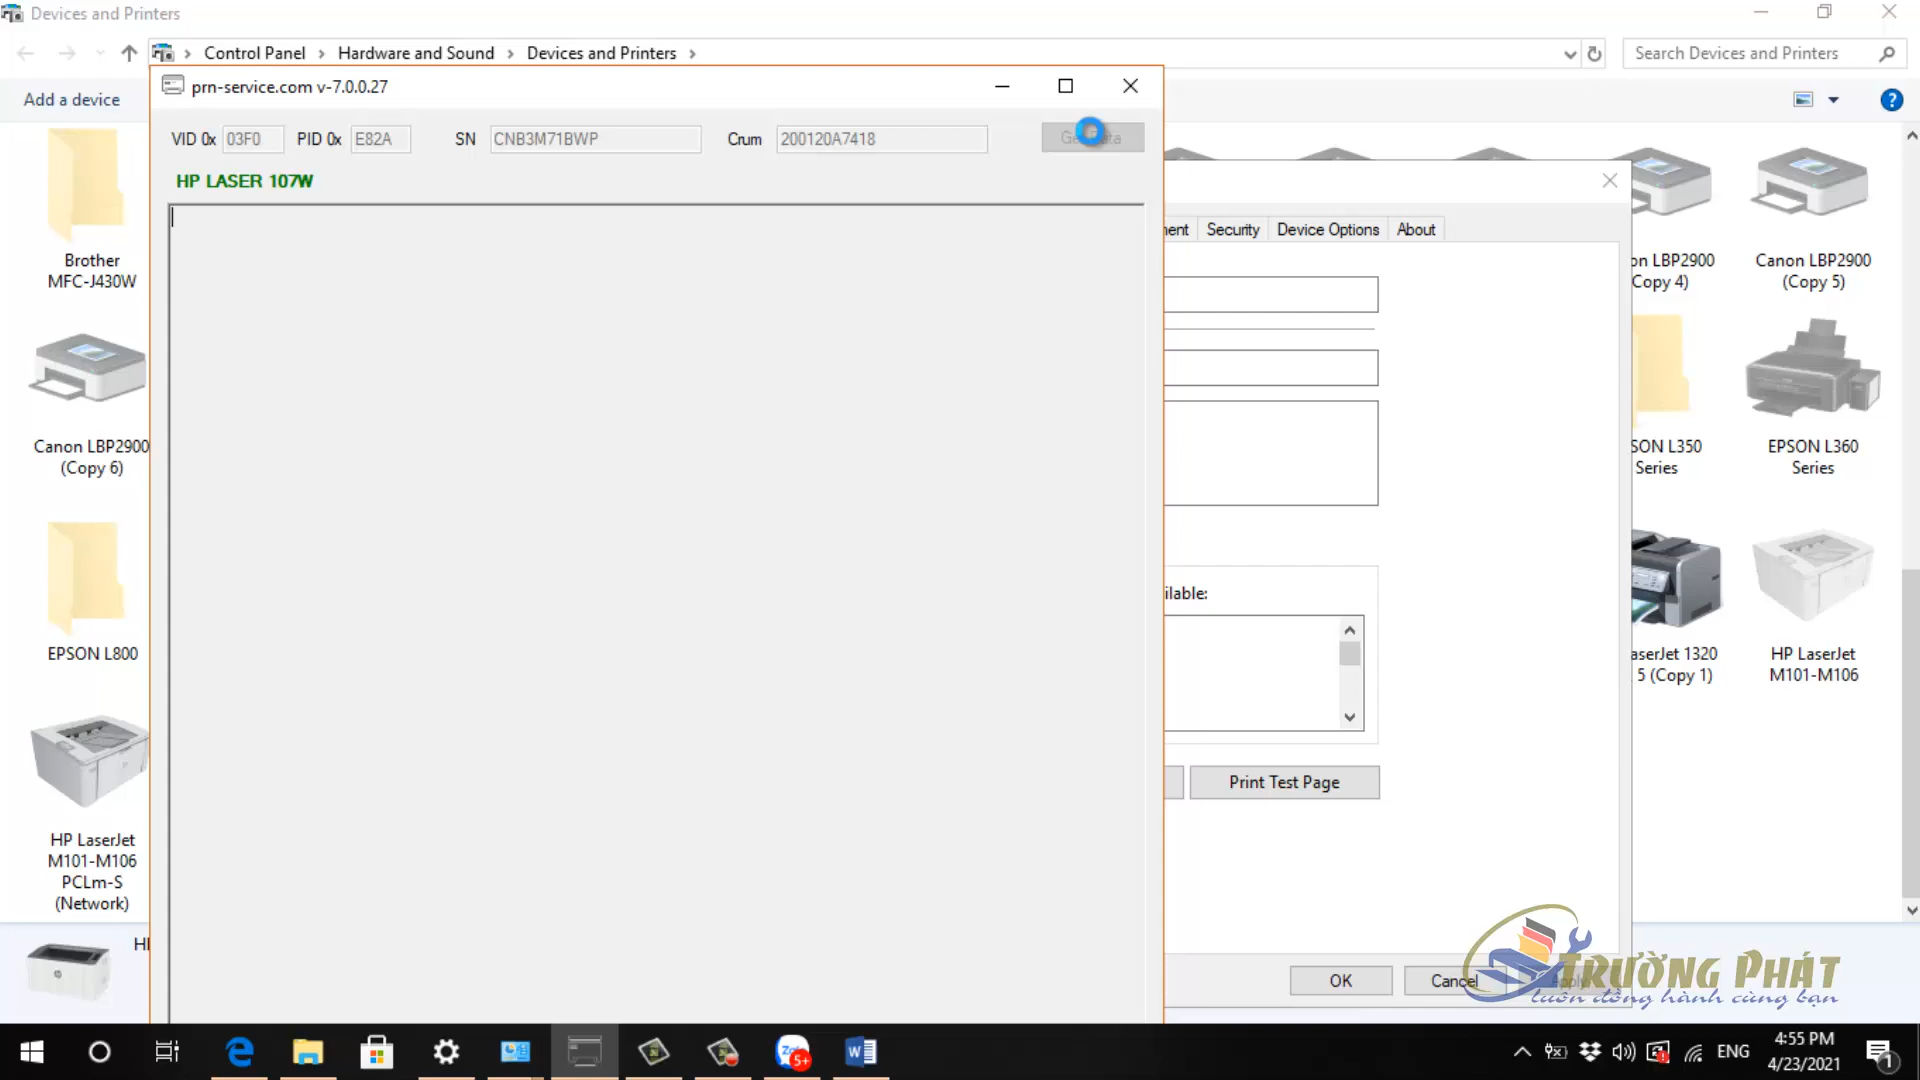 Devices and Printers
Control Panel > Hardware and Sound > Devices and Printers >
Search Devices and Printers
Add a device
prn-service.com v-7.0.0.27
VID 0x 03F0 PID 0x E82A SN CNB3M71BWP Crum 200120A7418
HP LASER 107W
Security Device Options About
Brother
MFC-J430W
on LBP2900
Copy 4)
Canon LBP2900
(Copy 5)
Canon LBP2900
(Copy 6)
SON L350
Series
EPSON L360
Series
ilable:
EPSON L800
aserJet 1320
5 (Copy 1)
HP LaserJet
M101-M106
Print Test Page
HP LaserJet
M101-M106
PCLm-S
(Network)
OK Cancel
TRƯỜNG PHÁT
luôn đồng hành cùng bạn
5+
ENG
4:55 PM
4/23/2021
1